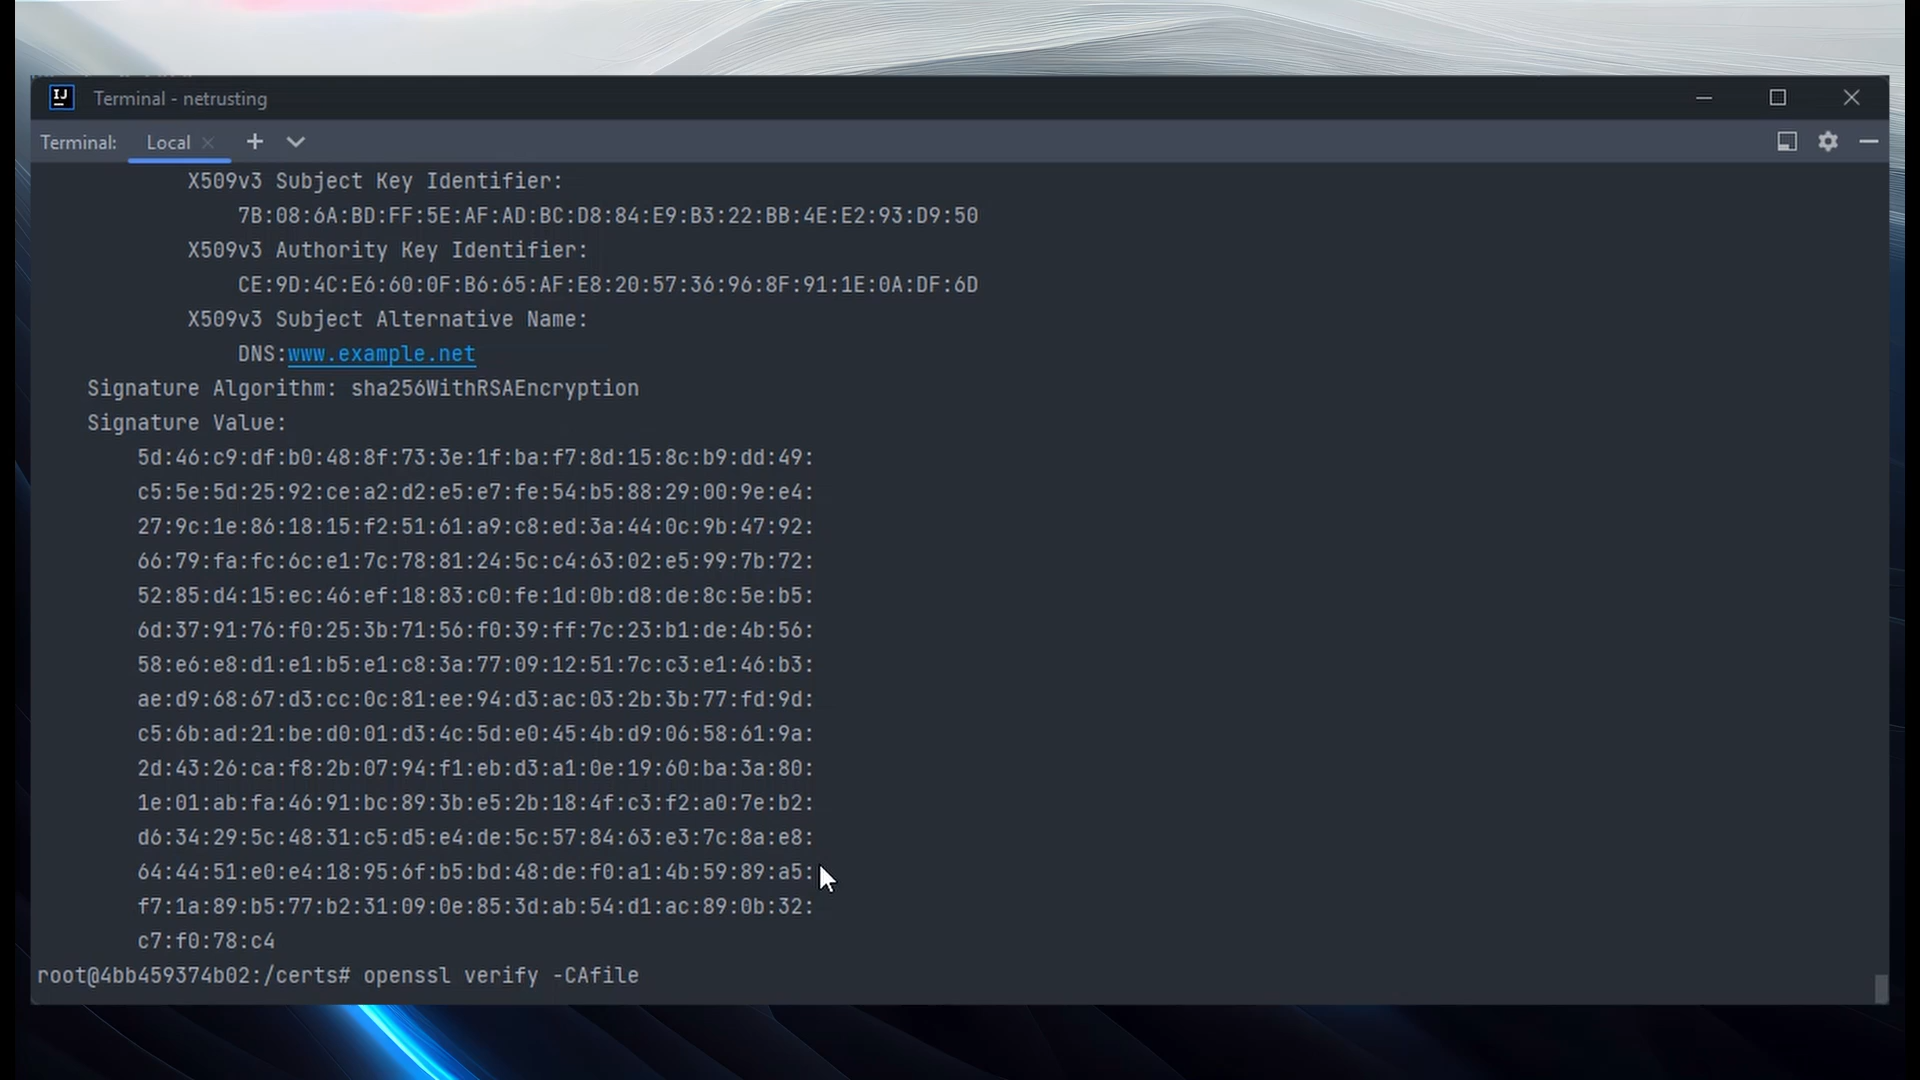 IJ
Terminal - netrusting
Terminal: Local
X509v3 Subject Key Identifier:
7B:08:6A:BD:FF:5E:AF:AD:BC:D8:84:E9:B3:22:BB:4E:E2:93:D9:50
X509v3 Authority Key Identifier:
CE:9D:4C:E6:60:0F:B6:65:AF:E8:20:57:36:96:8F:91:1E:0A:DF:6D
X509v3 Subject Alternative Name:
DNS:www.example.net
Signature Algorithm: sha256WithRSAEncryption
Signature Value:
5d:46:c9:df:b0:48:8f:73:3e:1f:ba:f7:8d:15:8c:b9:dd:49:
c5:5e:5d:25:92:ce:a2:d2:e5:e7:fe:54:b5:88:29:00:9e:e4:
27:9c:1e:86:18:15:f2:51:61:a9:c8:ed:3a:44:0c:9b:47:92:
66:79:fa:fc:6c:e1:7c:78:81:24:5c:c4:63:02:e5:99:7b:72:
52:85:d4:15:ec:46:ef:18:83:c0:fe:1d:0b:d8:de:8c:5e:b5:
6d:37:91:76:f0:25:3b:71:56:f0:39:ff:7c:23:b1:de:4b:56:
58:e6:e8:d1:e1:b5:e1:c8:3a:77:09:12:51:7c:c3:e1:46:b3:
ae:d9:68:67:d3:cc:0c:81:ee:94:d3:ac:03:2b:3b:77:fd:9d:
c5:6b:ad:21:be:d0:01:d3:4c:5d:e0:45:4b:d9:06:58:61:9a:
2d:43:26:ca:f8:2b:07:94:f1:eb:d3:a1:0e:19:60:ba:3a:80:
1e:01:ab:fa:46:91:bc:89:3b:e5:2b:18:4f:c3:f2:a0:7e:b2:
d6:34:29:5c:48:31:c5:d5:e4:de:5c:57:84:63:e3:7c:8a:e8:
64:44:51:e0:e4:18:95:6f:b5:bd:48:de:f0:a1:4b:59:89:a5:
f7:1a:89:b5:77:b2:31:09:0e:85:3d:ab:54:d1:ac:89:0b:32:
c7:f0:78:c4
root@4bb459374b02:/certs# openssl verify -CAfile